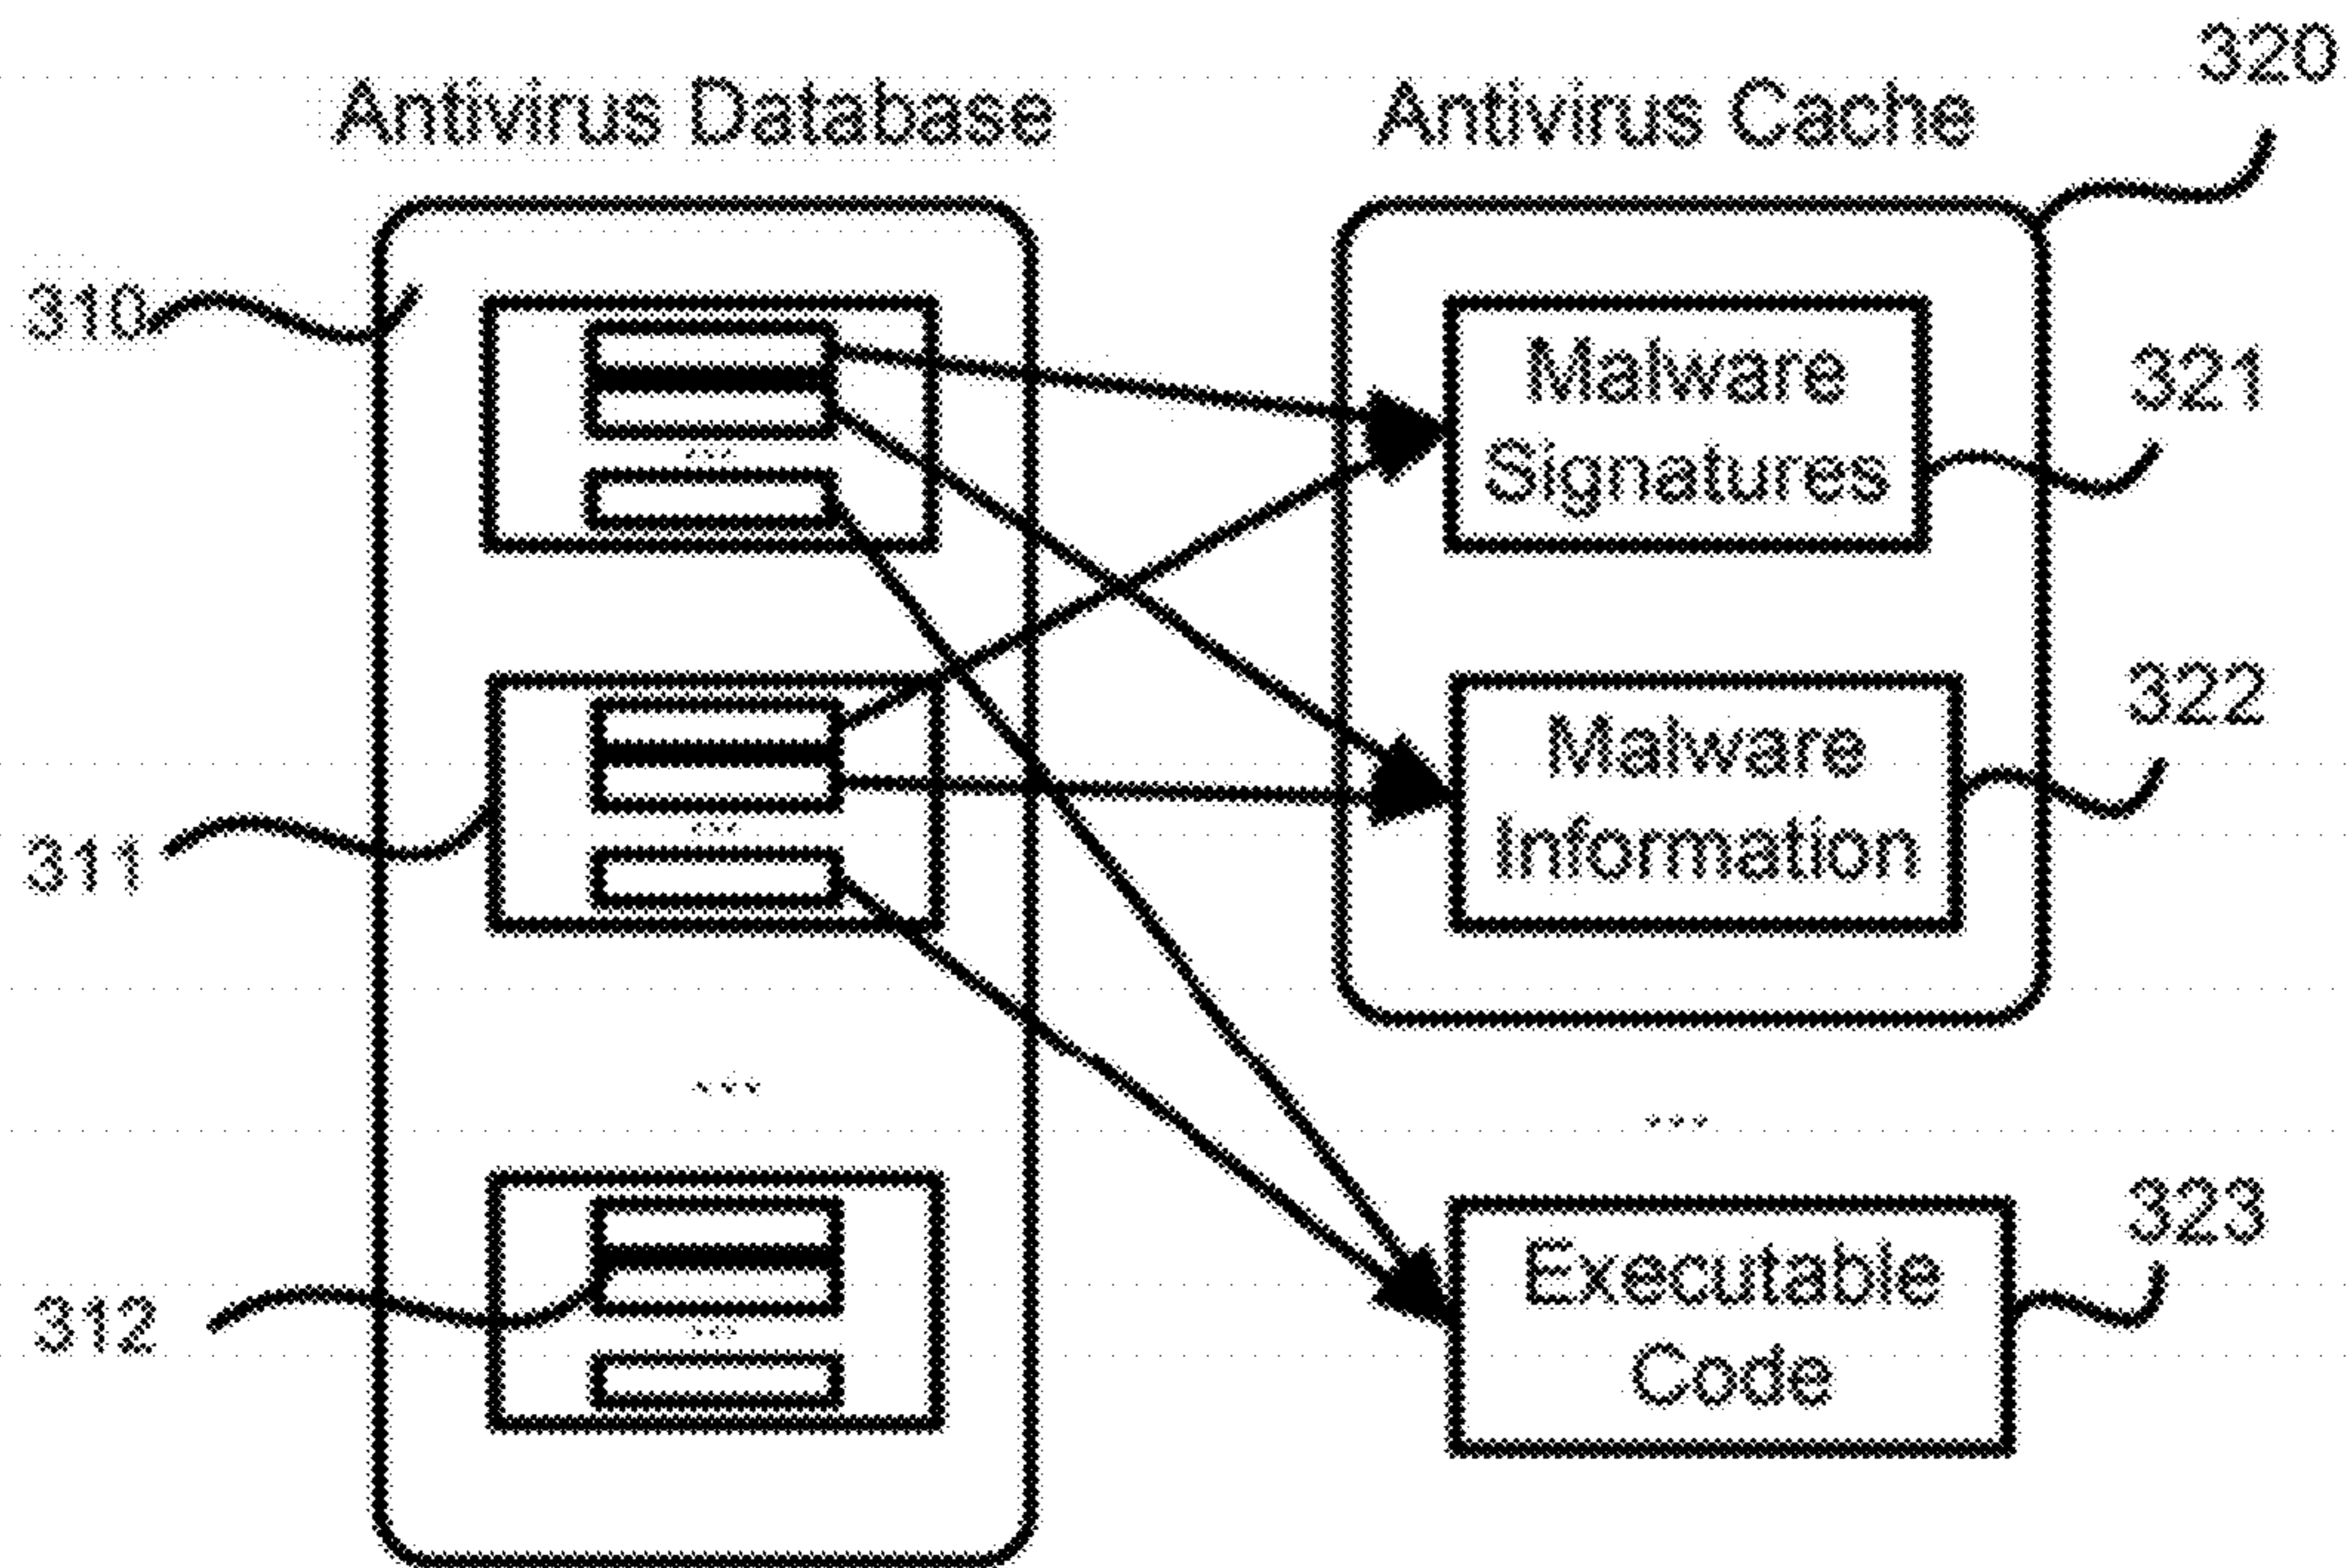 320
Antivirus Database
Antivirus Cache
310
Malware
Signatures
321
...
Malware
Information
322
311
...
...
...
Executable
Code
323
312
...